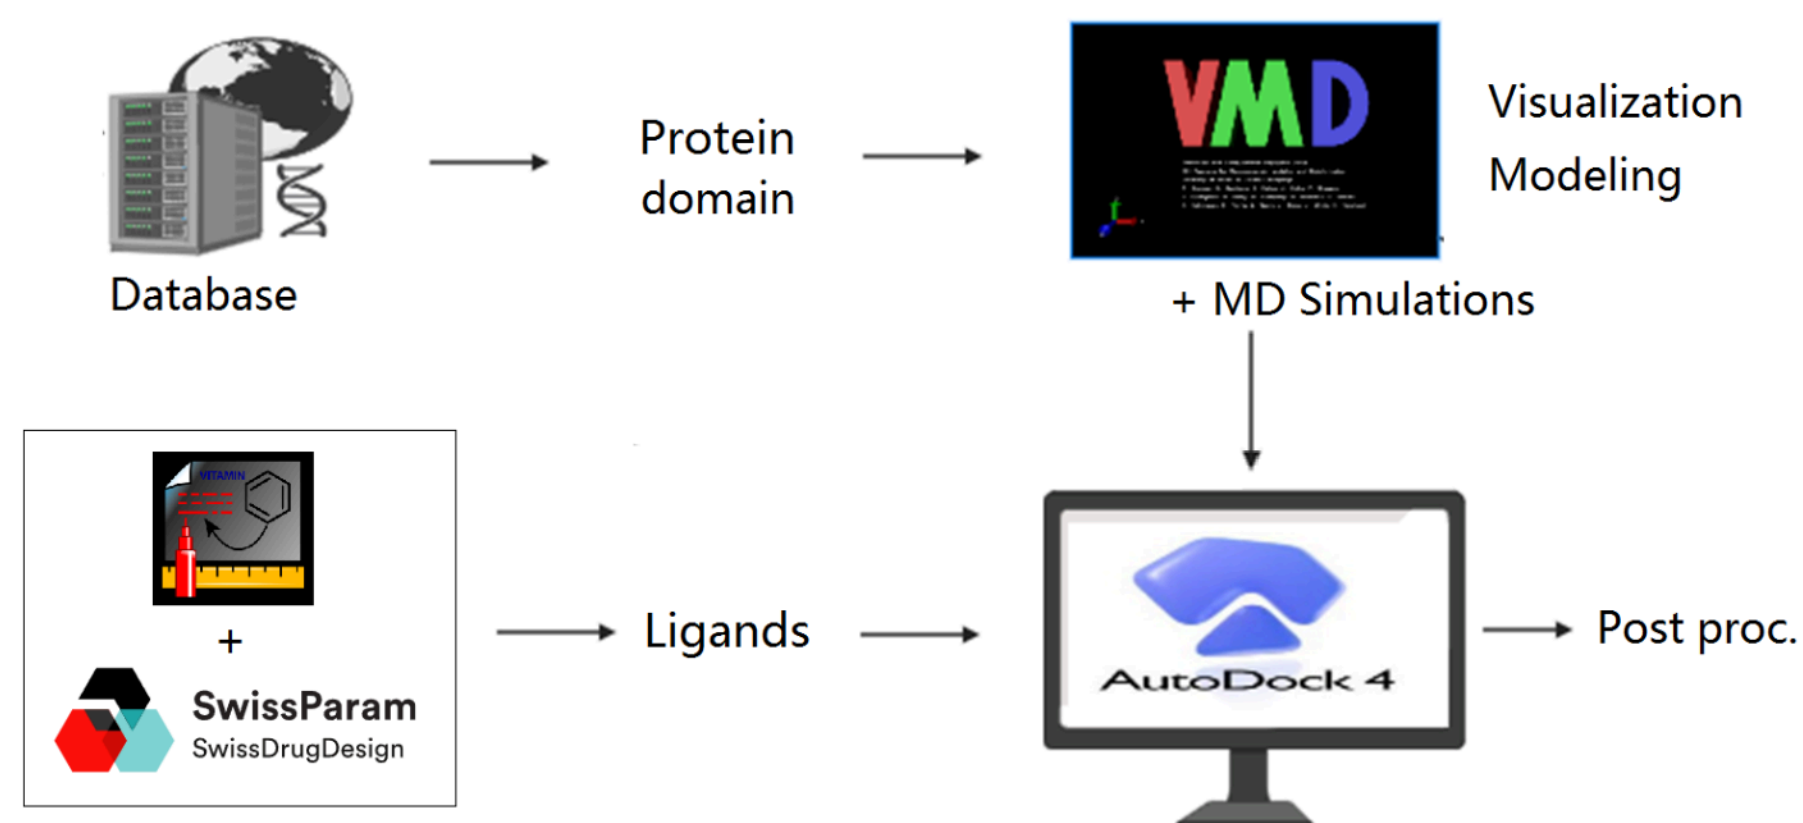 Database
Protein
domain
VMD
Visualization
Modeling
+ MD Simulations
VITAMIN
+
SwissParam
SwissDrugDesign
Ligands
AutoDock 4
Post proc.